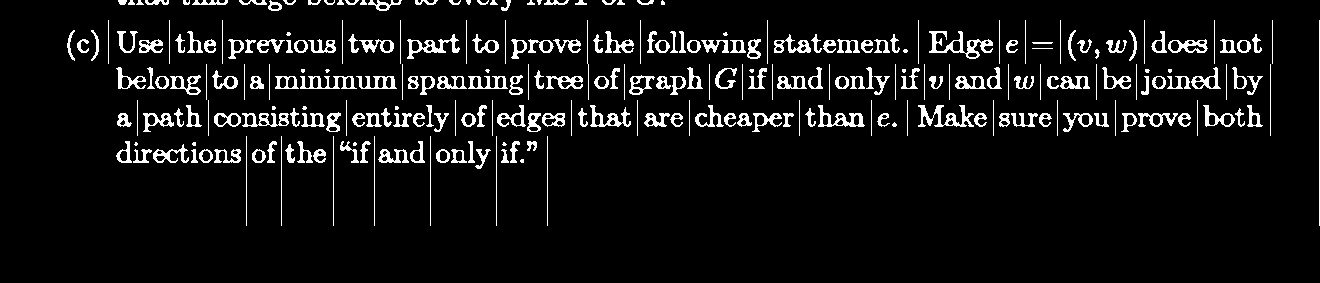 (c) Use the previous two part to prove the following statement. Edge e = (v, w) does not
belong to a minimum spanning tree of graph G if and only if v and w can be joined by
a path consisting entirely of edges that are cheaper than e. Make sure you prove both
directions of the “if and only if.”